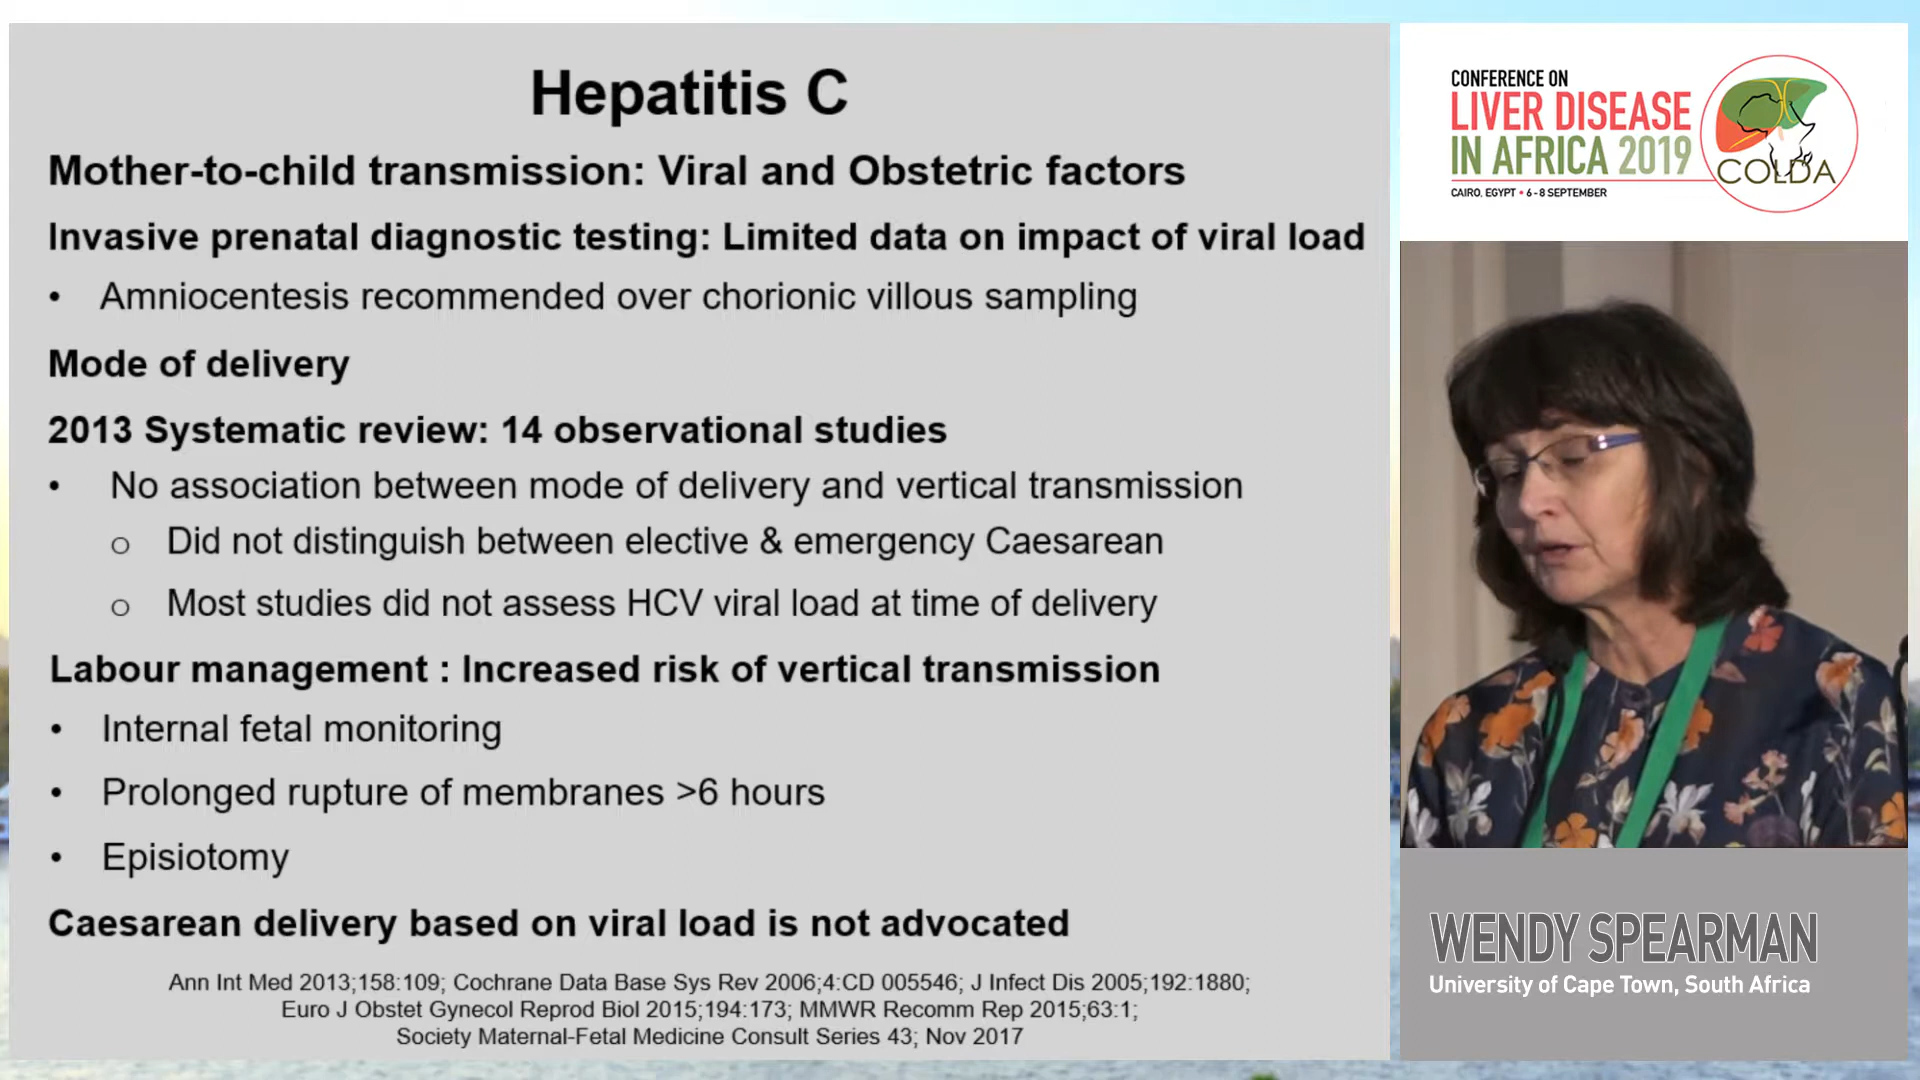 Hepatitis C
Mother-to-child transmission: Viral and Obstetric factors
Invasive prenatal diagnostic testing: Limited data on impact of viral load
• Amniocentesis recommended over chorionic villous sampling
Mode of delivery
2013 Systematic review: 14 observational studies
• No association between mode of delivery and vertical transmission
o Did not distinguish between elective & emergency Caesarean
o Most studies did not assess HCV viral load at time of delivery
Labour management : Increased risk of vertical transmission
• Internal fetal monitoring
• Prolonged rupture of membranes >6 hours
• Episiotomy
Caesarean delivery based on viral load is not advocated
Ann Int Med 2013;158:109; Cochrane Data Base Sys Rev 2006;4:CD 005546; J Infect Dis 2005;192:1880;
Euro J Obstet Gynecol Reprod Biol 2015;194:173; MMWR Recomm Rep 2015;63:1;
Society Maternal-Fetal Medicine Consult Series 43; Nov 2017
CONFERENCE ON
LIVER DISEASE
IN AFRICA 2019
CAIRO, EGYPT • 6-8 SEPTEMBER
COLDA
WENDY SPEARMAN
University of Cape Town, South Africa